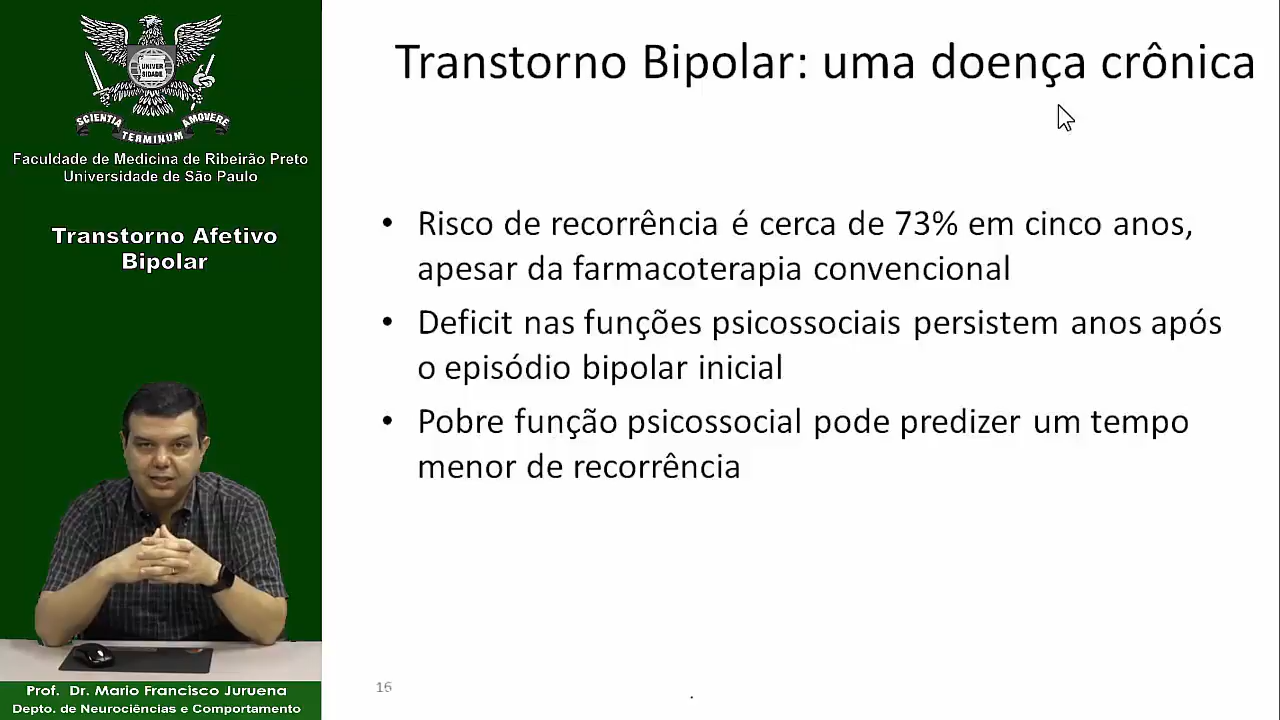 UNIVER
SIDADE
SCIENTIA
AMOVERE
TERMINUM
Faculdade de Medicina de Ribeirão Preto
Universidade de São Paulo
Transtorno Afetivo
Bipolar
Prof. Dr. Mario Francisco Juruena
Depto. de Neurociências e Comportamento
Transtorno Bipolar: uma doença crônica
• Risco de recorrência é cerca de 73% em cinco anos,
apesar da farmacoterapia convencional
• Deficit nas funções psicossociais persistem anos após
o episódio bipolar inicial
• Pobre função psicossocial pode predizer um tempo
menor de recorrência
16
.